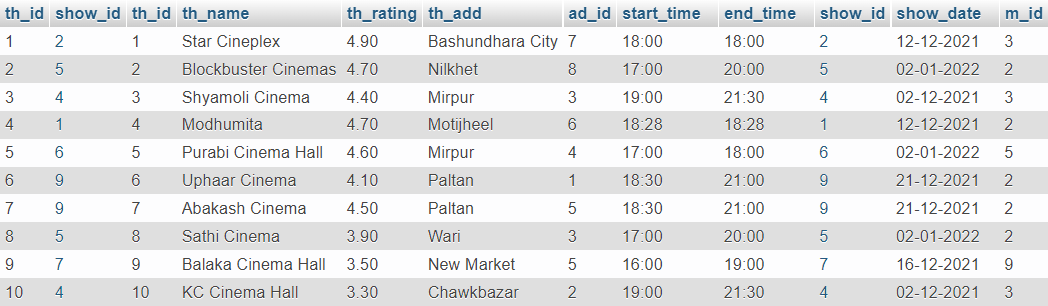 th_id show_id th_id th_name th_rating th_add ad_id start_time end_time show_id show_date m_id
1 2 1 Star Cineplex 4.90 Bashundhara City 7 18:00 18:00 2 12-12-2021 3
2 5 2 Blockbuster Cinemas 4.70 Nilkhet 8 17:00 20:00 5 02-01-2022 2
3 4 3 Shyamoli Cinema 4.40 Mirpur 3 19:00 21:30 4 02-12-2021 3
4 1 4 Modhumita 4.70 Motijheel 6 18:28 18:28 1 12-12-2021 2
5 6 5 Purabi Cinema Hall 4.60 Mirpur 4 17:00 18:00 6 02-01-2022 5
6 9 6 Uphaar Cinema 4.10 Paltan 1 18:30 21:00 9 21-12-2021 2
7 9 7 Abakash Cinema 4.50 Paltan 5 18:30 21:00 9 21-12-2021 2
8 5 8 Sathi Cinema 3.90 Wari 3 17:00 20:00 5 02-01-2022 2
9 7 9 Balaka Cinema Hall 3.50 New Market 5 16:00 19:00 7 16-12-2021 9
10 4 10 KC Cinema Hall 3.30 Chawkbazar 2 19:00 21:30 4 02-12-2021 3